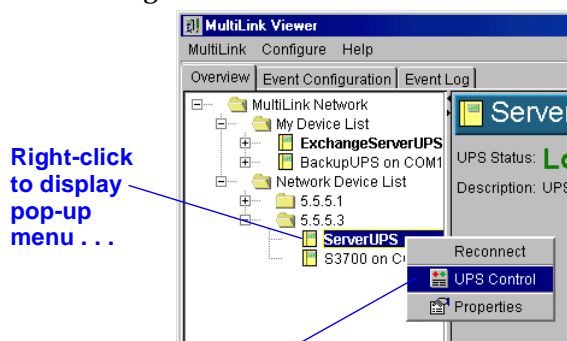 MultiLink Viewer
MultiLink Configure Help
Overview Event Configuration Event Log
MultiLink Network
My Device List
ExchangeServerUPS
BackupUPS on COM1
Network Device List
5.5.5.1
5.5.5.3
ServerUPS
S3700 on
UPS Status:
Description: UPS
Reconnect
UPS Control
Properties
Right-click
to display
pop-up
menu . . .